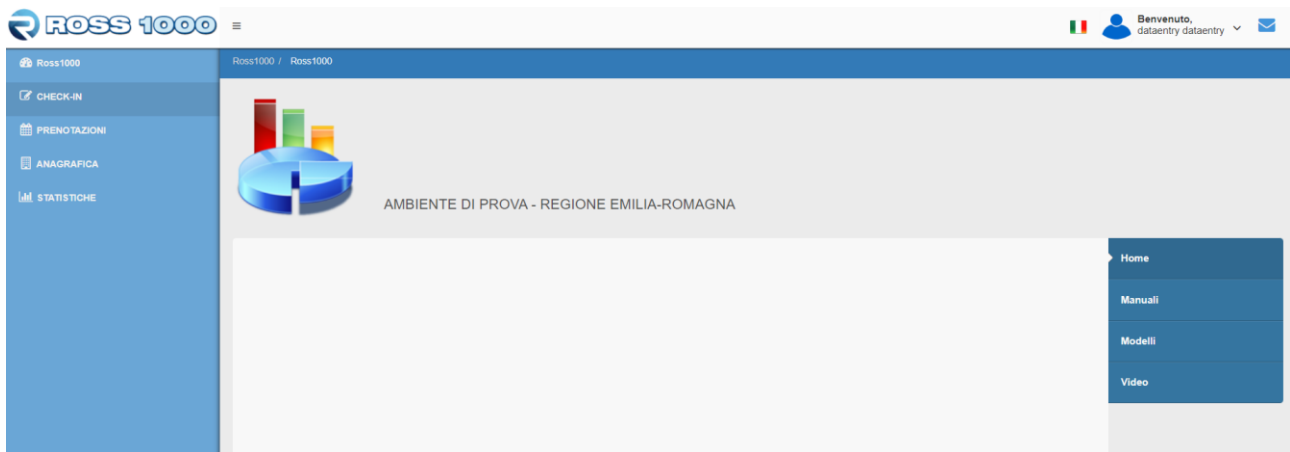 ROSS 1000
Benvenuto,
dataentry dataentry
Ross1000
CHECK-IN
PRENOTAZIONI
ANAGRAFICA
STATISTICHE
Ross1000 / Ross1000
AMBIENTE DI PROVA - REGIONE EMILIA-ROMAGNA
Home
Manuali
Modelli
Video